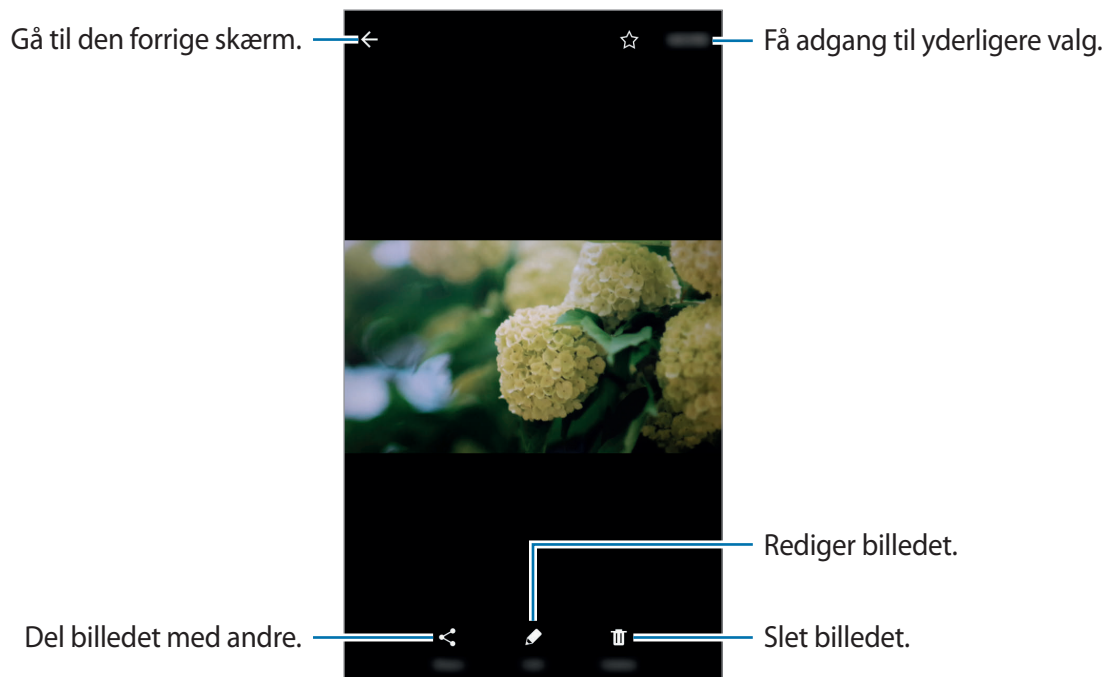 Gå til den forrige skærm.
Få adgang til yderligere valg.
Rediger billedet.
Del billedet med andre.
Slet billedet.